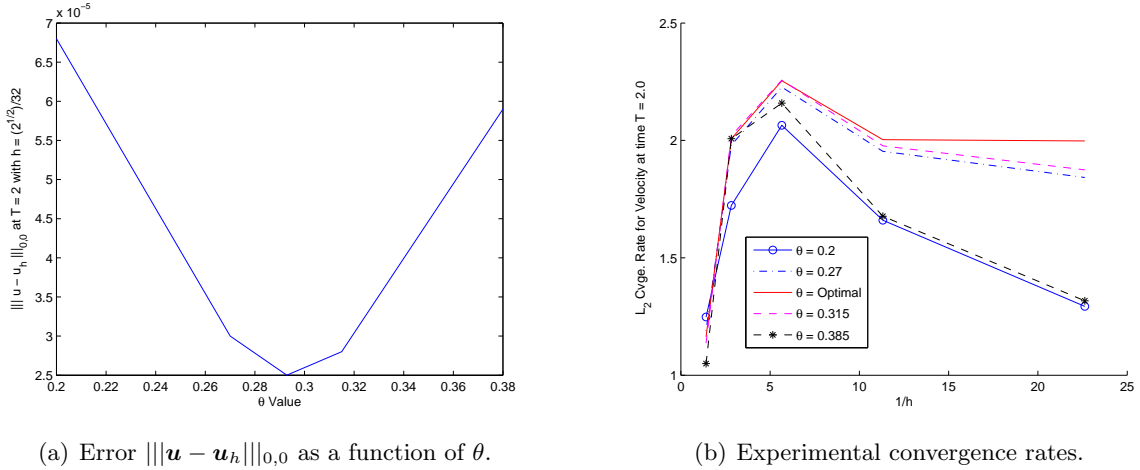 x 10⁻⁵
7
6.5
6
5.5
5
4.5
4
3.5
3
2.5
0.2 0.22 0.24 0.26 0.28 0.3 0.32 0.34 0.36 0.38
θ Value
||| u − u_h |||_{0,0} at T = 2 with h = (2^{1/2})/32
(a) Error |||u − u_h|||_{0,0} as a function of θ.
2.5
2
1.5
1
0 5 10 15 20 25
1/h
L_2 Cvge. Rate for Velocity at time T = 2.0
θ = 0.2
θ = 0.27
θ = Optimal
θ = 0.315
θ = 0.385
(b) Experimental convergence rates.